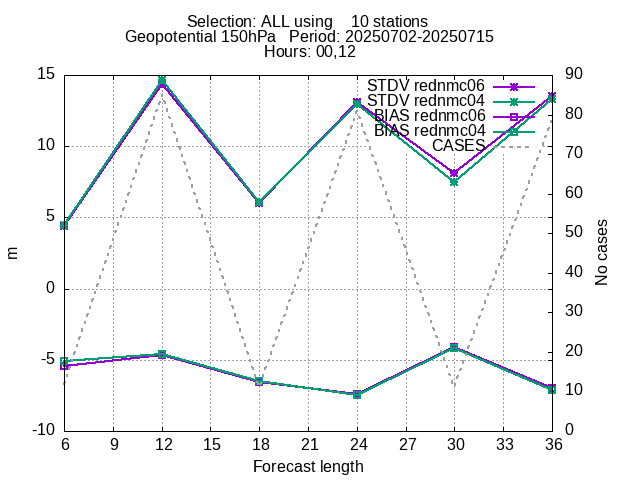 Selection: ALL using    10 stations
Geopotential 150hPa   Period: 20250702-20250715
Hours: 00,12
STDV rednmc06
STDV rednmc04
BIAS rednmc06
BIAS rednmc04
CASES
15
10
5
0
-5
-10
m
90
80
70
60
50
40
30
20
10
0
No cases
6 9 12 15 18 21 24 27 30 33 36
Forecast length